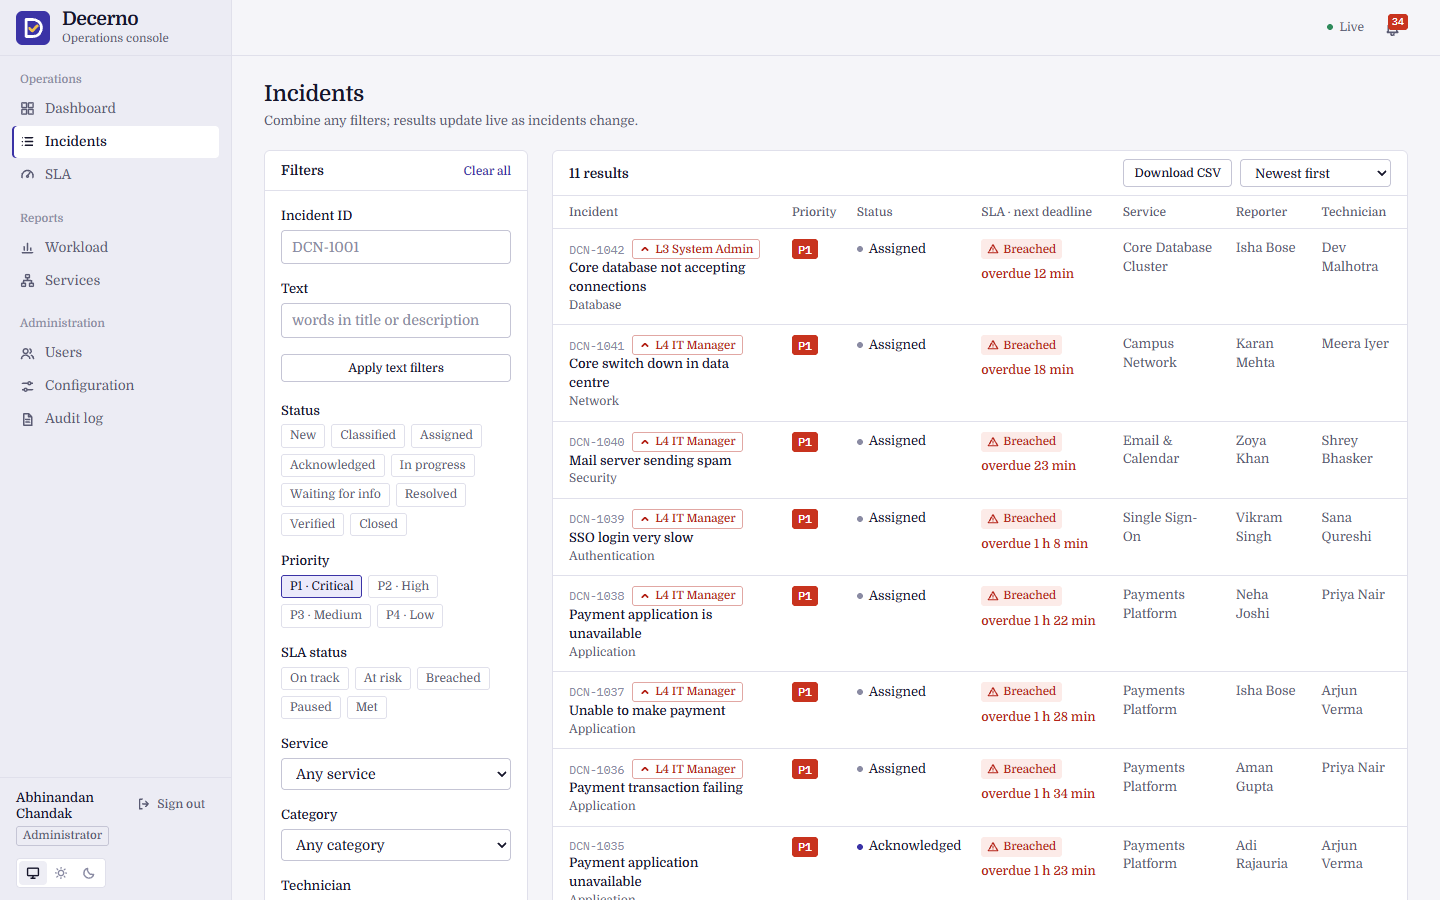 Decerno
Operations console
Live
34
Operations
Dashboard
Incidents
SLA
Reports
Workload
Services
Administration
Users
Configuration
Audit log
Abhinandan
Chandak
Sign out
Administrator
Incidents
Combine any filters; results update live as incidents change.
Filters
Clear all
Incident ID
DCN-1001
Text
words in title or description
Apply text filters
Status
New Classified Assigned
Acknowledged In progress
Waiting for info Resolved
Verified Closed
Priority
P1 · Critical P2 · High
P3 · Medium P4 · Low
SLA status
On track At risk Breached
Paused Met
Service
Any service
Category
Any category
Technician
11 results
Download CSV Newest first
Incident Priority Status SLA · next deadline Service Reporter Technician
DCN-1042 L3 System Admin P1 Assigned Breached Core Database Isha Bose Dev
Core database not accepting overdue 12 min Cluster Malhotra
connections
Database
DCN-1041 L4 IT Manager P1 Assigned Breached Campus Karan Meera Iyer
Core switch down in data overdue 18 min Network Mehta
centre
Network
DCN-1040 L4 IT Manager P1 Assigned Breached Email & Zoya Shrey
Mail server sending spam overdue 23 min Calendar Khan Bhasker
Security
DCN-1039 L4 IT Manager P1 Assigned Breached Single Sign- Vikram Sana
SSO login very slow overdue 1 h 8 min On Singh Qureshi
Authentication
DCN-1038 L4 IT Manager P1 Assigned Breached Payments Neha Priya Nair
Payment application is overdue 1 h 22 min Platform Joshi
unavailable
Application
DCN-1037 L4 IT Manager P1 Assigned Breached Payments Isha Bose Arjun
Unable to make payment overdue 1 h 28 min Platform Verma
Application
DCN-1036 L4 IT Manager P1 Assigned Breached Payments Aman Priya Nair
Payment transaction failing overdue 1 h 34 min Platform Gupta
Application
DCN-1035 P1 Acknowledged Breached Payments Adi Arjun
Payment application overdue 1 h 23 min Platform Rajauria Verma
unavailable
Application